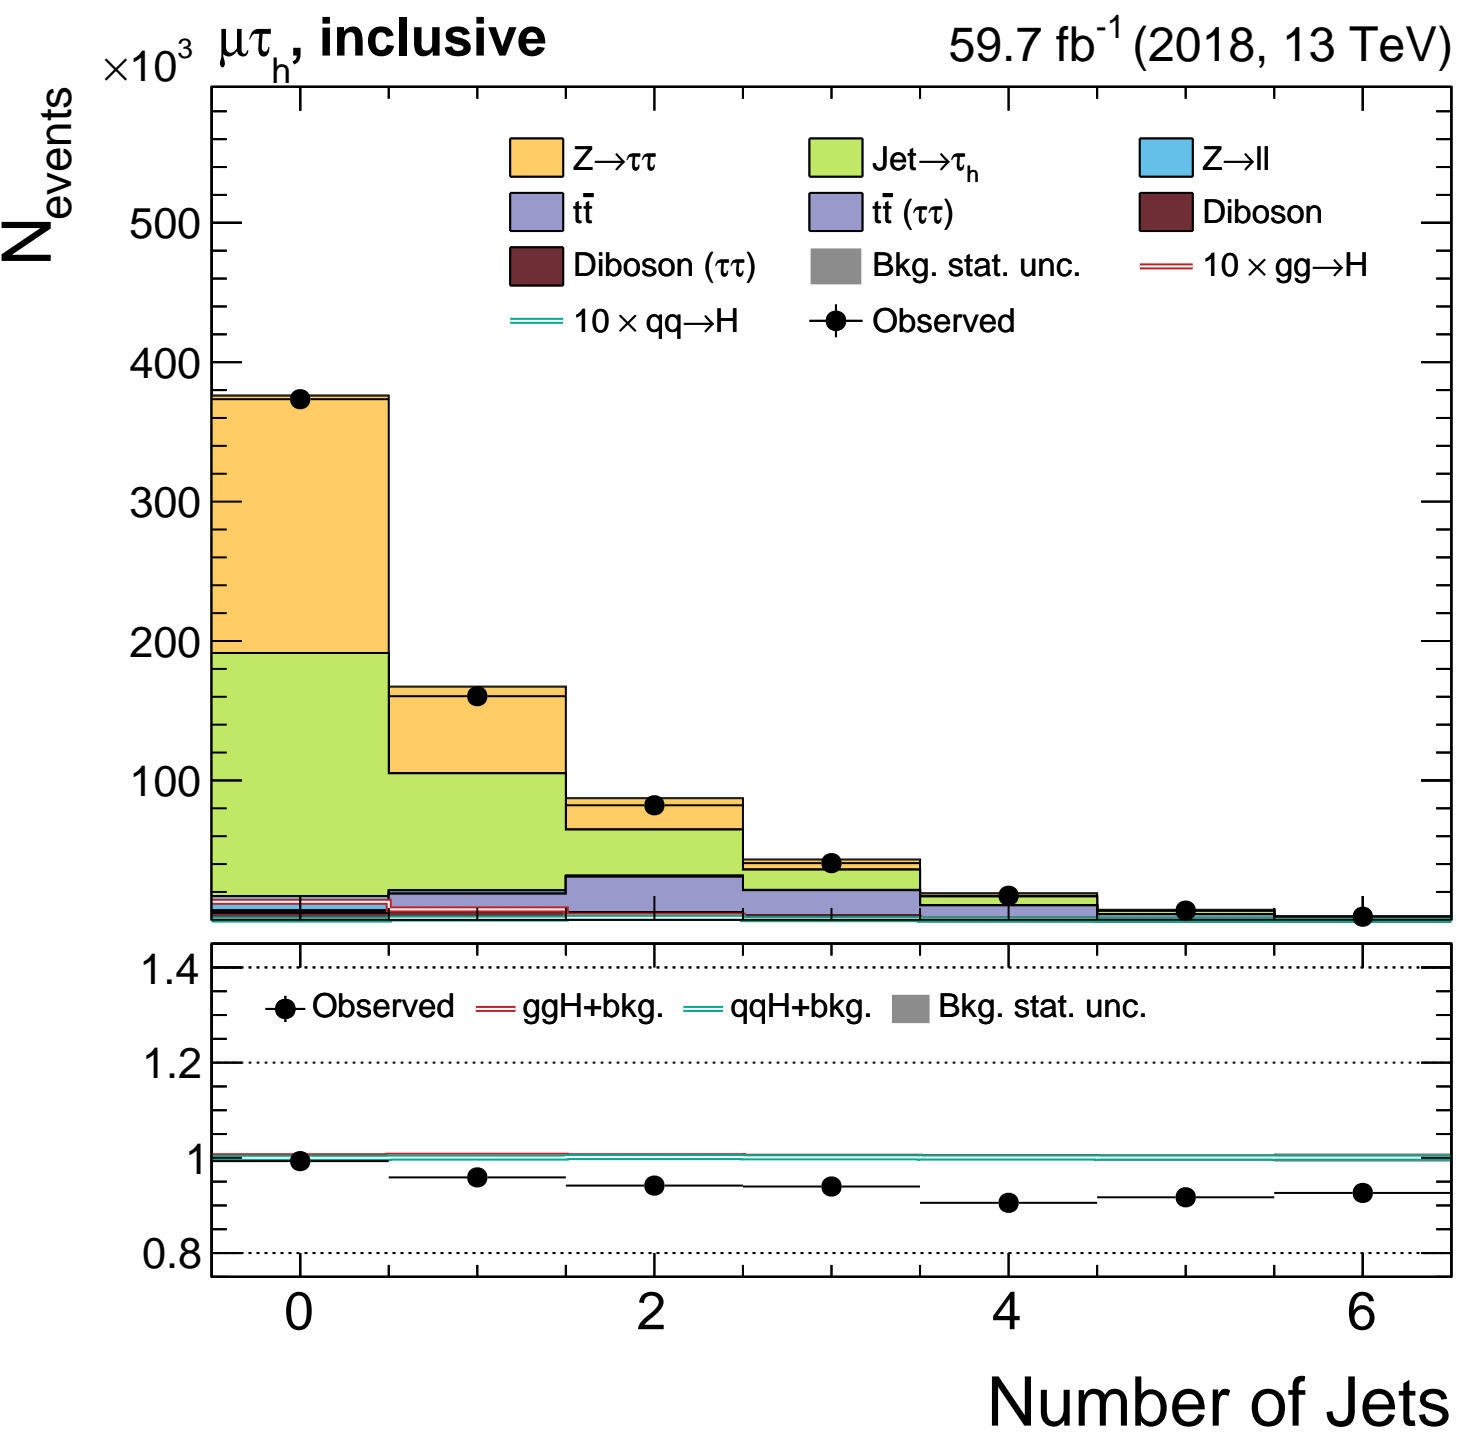 μτh, inclusive 59.7 fb-1 (2018, 13 TeV)
×10³
Nevents
Z→ττ Jet→τh Z→ll
tt̄ tt̄ (ττ) Diboson
Diboson (ττ) Bkg. stat. unc. 10 × gg→H
10 × qq→H Observed
500
400
300
200
100
1.4
Observed ggH+bkg. qqH+bkg. Bkg. stat. unc.
1.2
1
0.8
0 2 4 6
Number of Jets